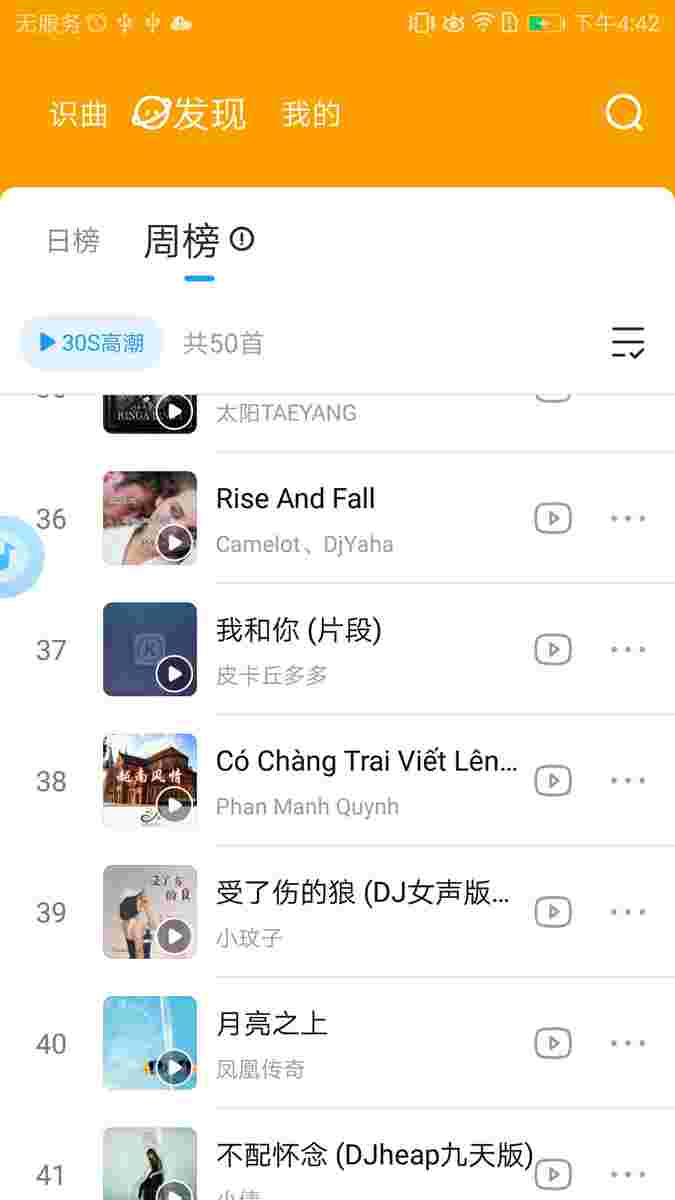 无服务
下午4:42
识曲 发现 我的
日榜 周榜
30S高潮 共50首
太阳TAEYANG
36
Rise And Fall
Camelot、DjYaha
37
我和你 (片段)
皮卡丘多多
K
38
越南风情
Có Chàng Trai Viết Lên...
Phan Manh Quynh
39
受了伤的狼 (DJ女声版...
小玟子
40
月亮之上
凤凰传奇
41
不配怀念 (DJheap九天版)